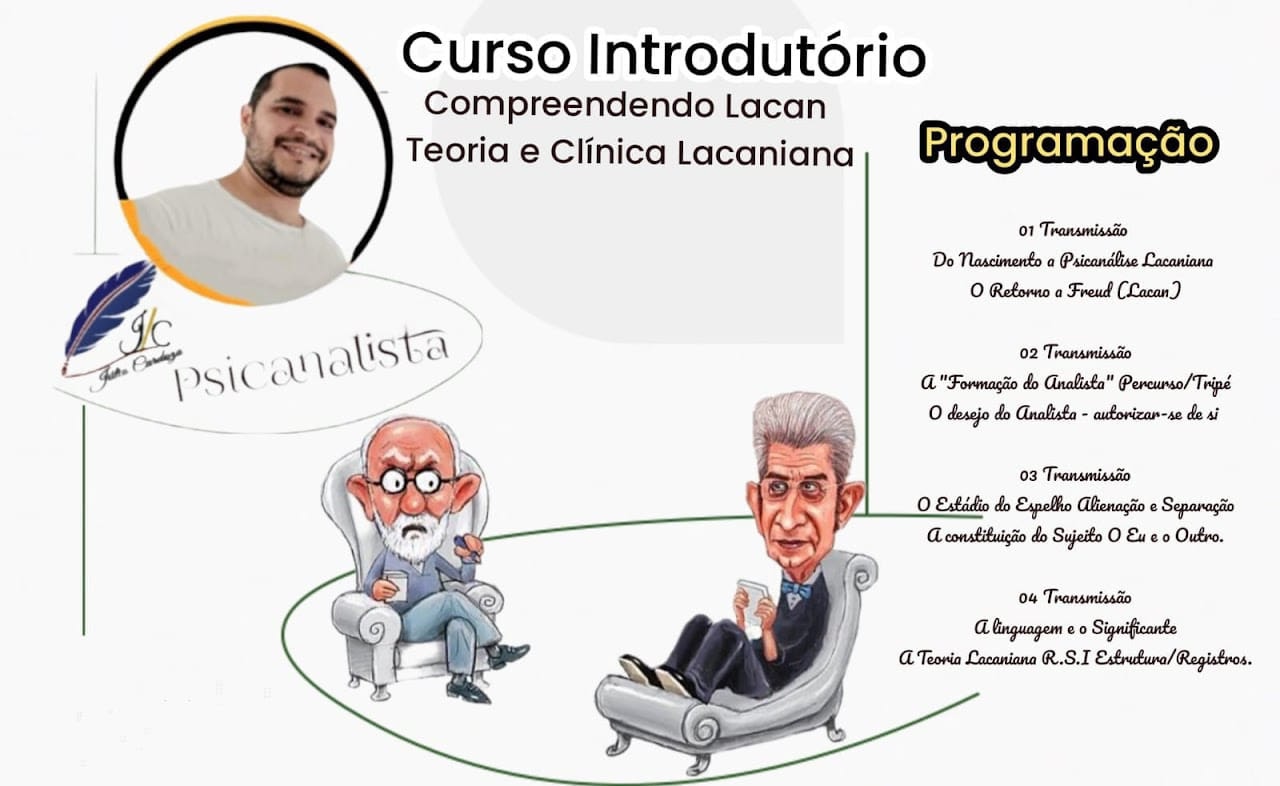 Curso Introdutório
Compreendendo Lacan
Teoria e Clínica Lacaniana
J/C
Psicanalista
Programação
01 Transmissão
Do Nascimento a Psicanálise Lacaniana
O Retorno a Freud (Lacan)
02 Transmissão
A "Formação do Analista" Percurso/Tripé
O desejo do Analista - autorizar-se de si
03 Transmissão
O Estádio do Espelho Alienação e Separação
A constituição do Sujeito O Eu e o Outro.
04 Transmissão
A linguagem e o Significante
A Teoria Lacaniana R.S.I Estrutura/Registros.